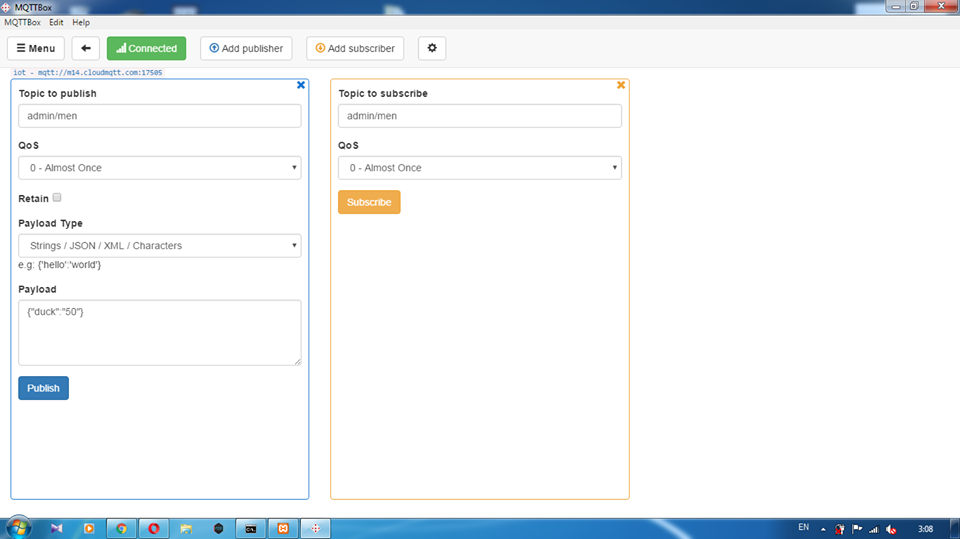 MQTTBox
MQTTBox Edit Help
Menu Connected Add publisher Add subscriber
iot - mqtt://m14.cloudmqtt.com:17505
Topic to publish
admin/men
QoS
0 - Almost Once
Retain
Payload Type
Strings / JSON / XML / Characters
e.g: {'hello':'world'}
Payload
{"duck":"50"}
Publish
Topic to subscribe
admin/men
QoS
0 - Almost Once
Subscribe
EN 3:08